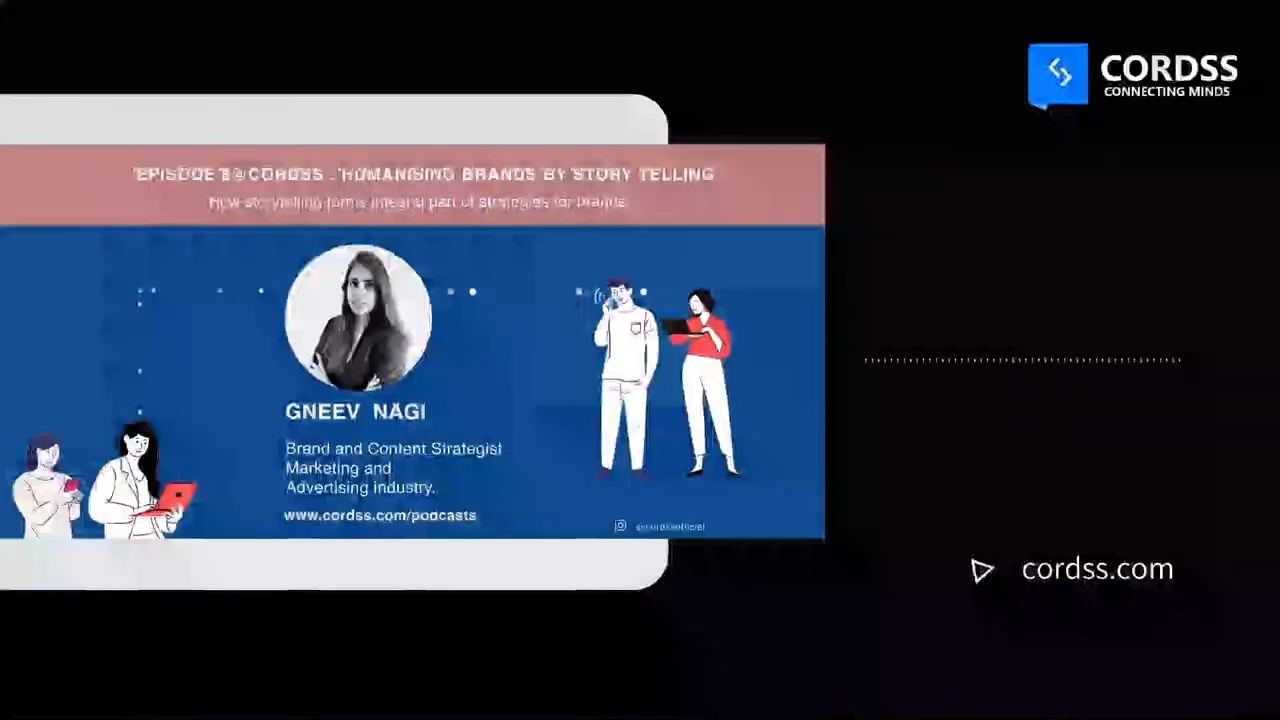 CORDSS
CONNECTING MINDS
EPISODE @CORDSS . HUMANISING BRANDS BY STORY TELLING
How storytelling forms integral part of strategies for brands
GNEEV NAGI
Brand and Content Strategist
Marketing and
Advertising industry.
www.cordss.com/podcasts
@cordssofficial
cordss.com